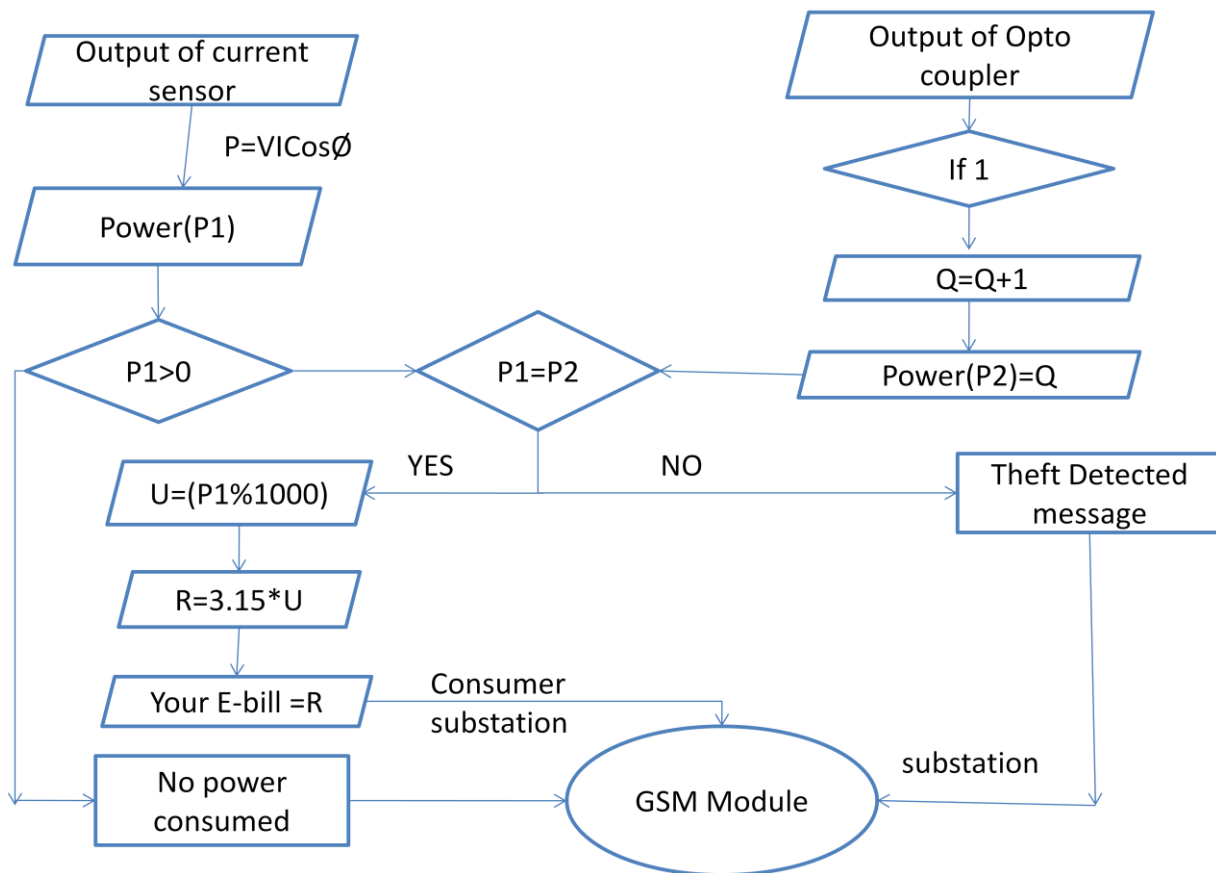 Output of current
sensor
P=VICosØ
Power(P1)
P1>0
Output of Opto
coupler
If 1
Q=Q+1
Power(P2)=Q
P1=P2
YES
NO
U=(P1%1000)
R=3.15*U
Your E-bill =R
Consumer
substation
No power
consumed
Theft Detected
message
substation
GSM Module